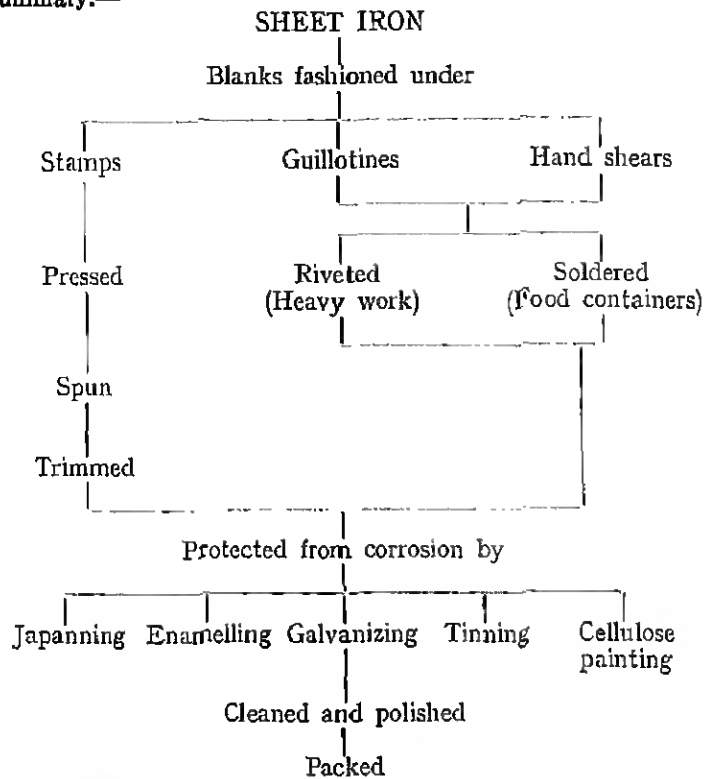 SHEET IRON
Blanks fashioned under
Stamps Guillotines Hand shears
Pressed Riveted Soldered
(Heavy work) (Food containers)
Spun
Trimmed
Protected from corrosion by
Japanning Enamelling Galvanizing Tinning Cellulose
painting
Cleaned and polished
Packed